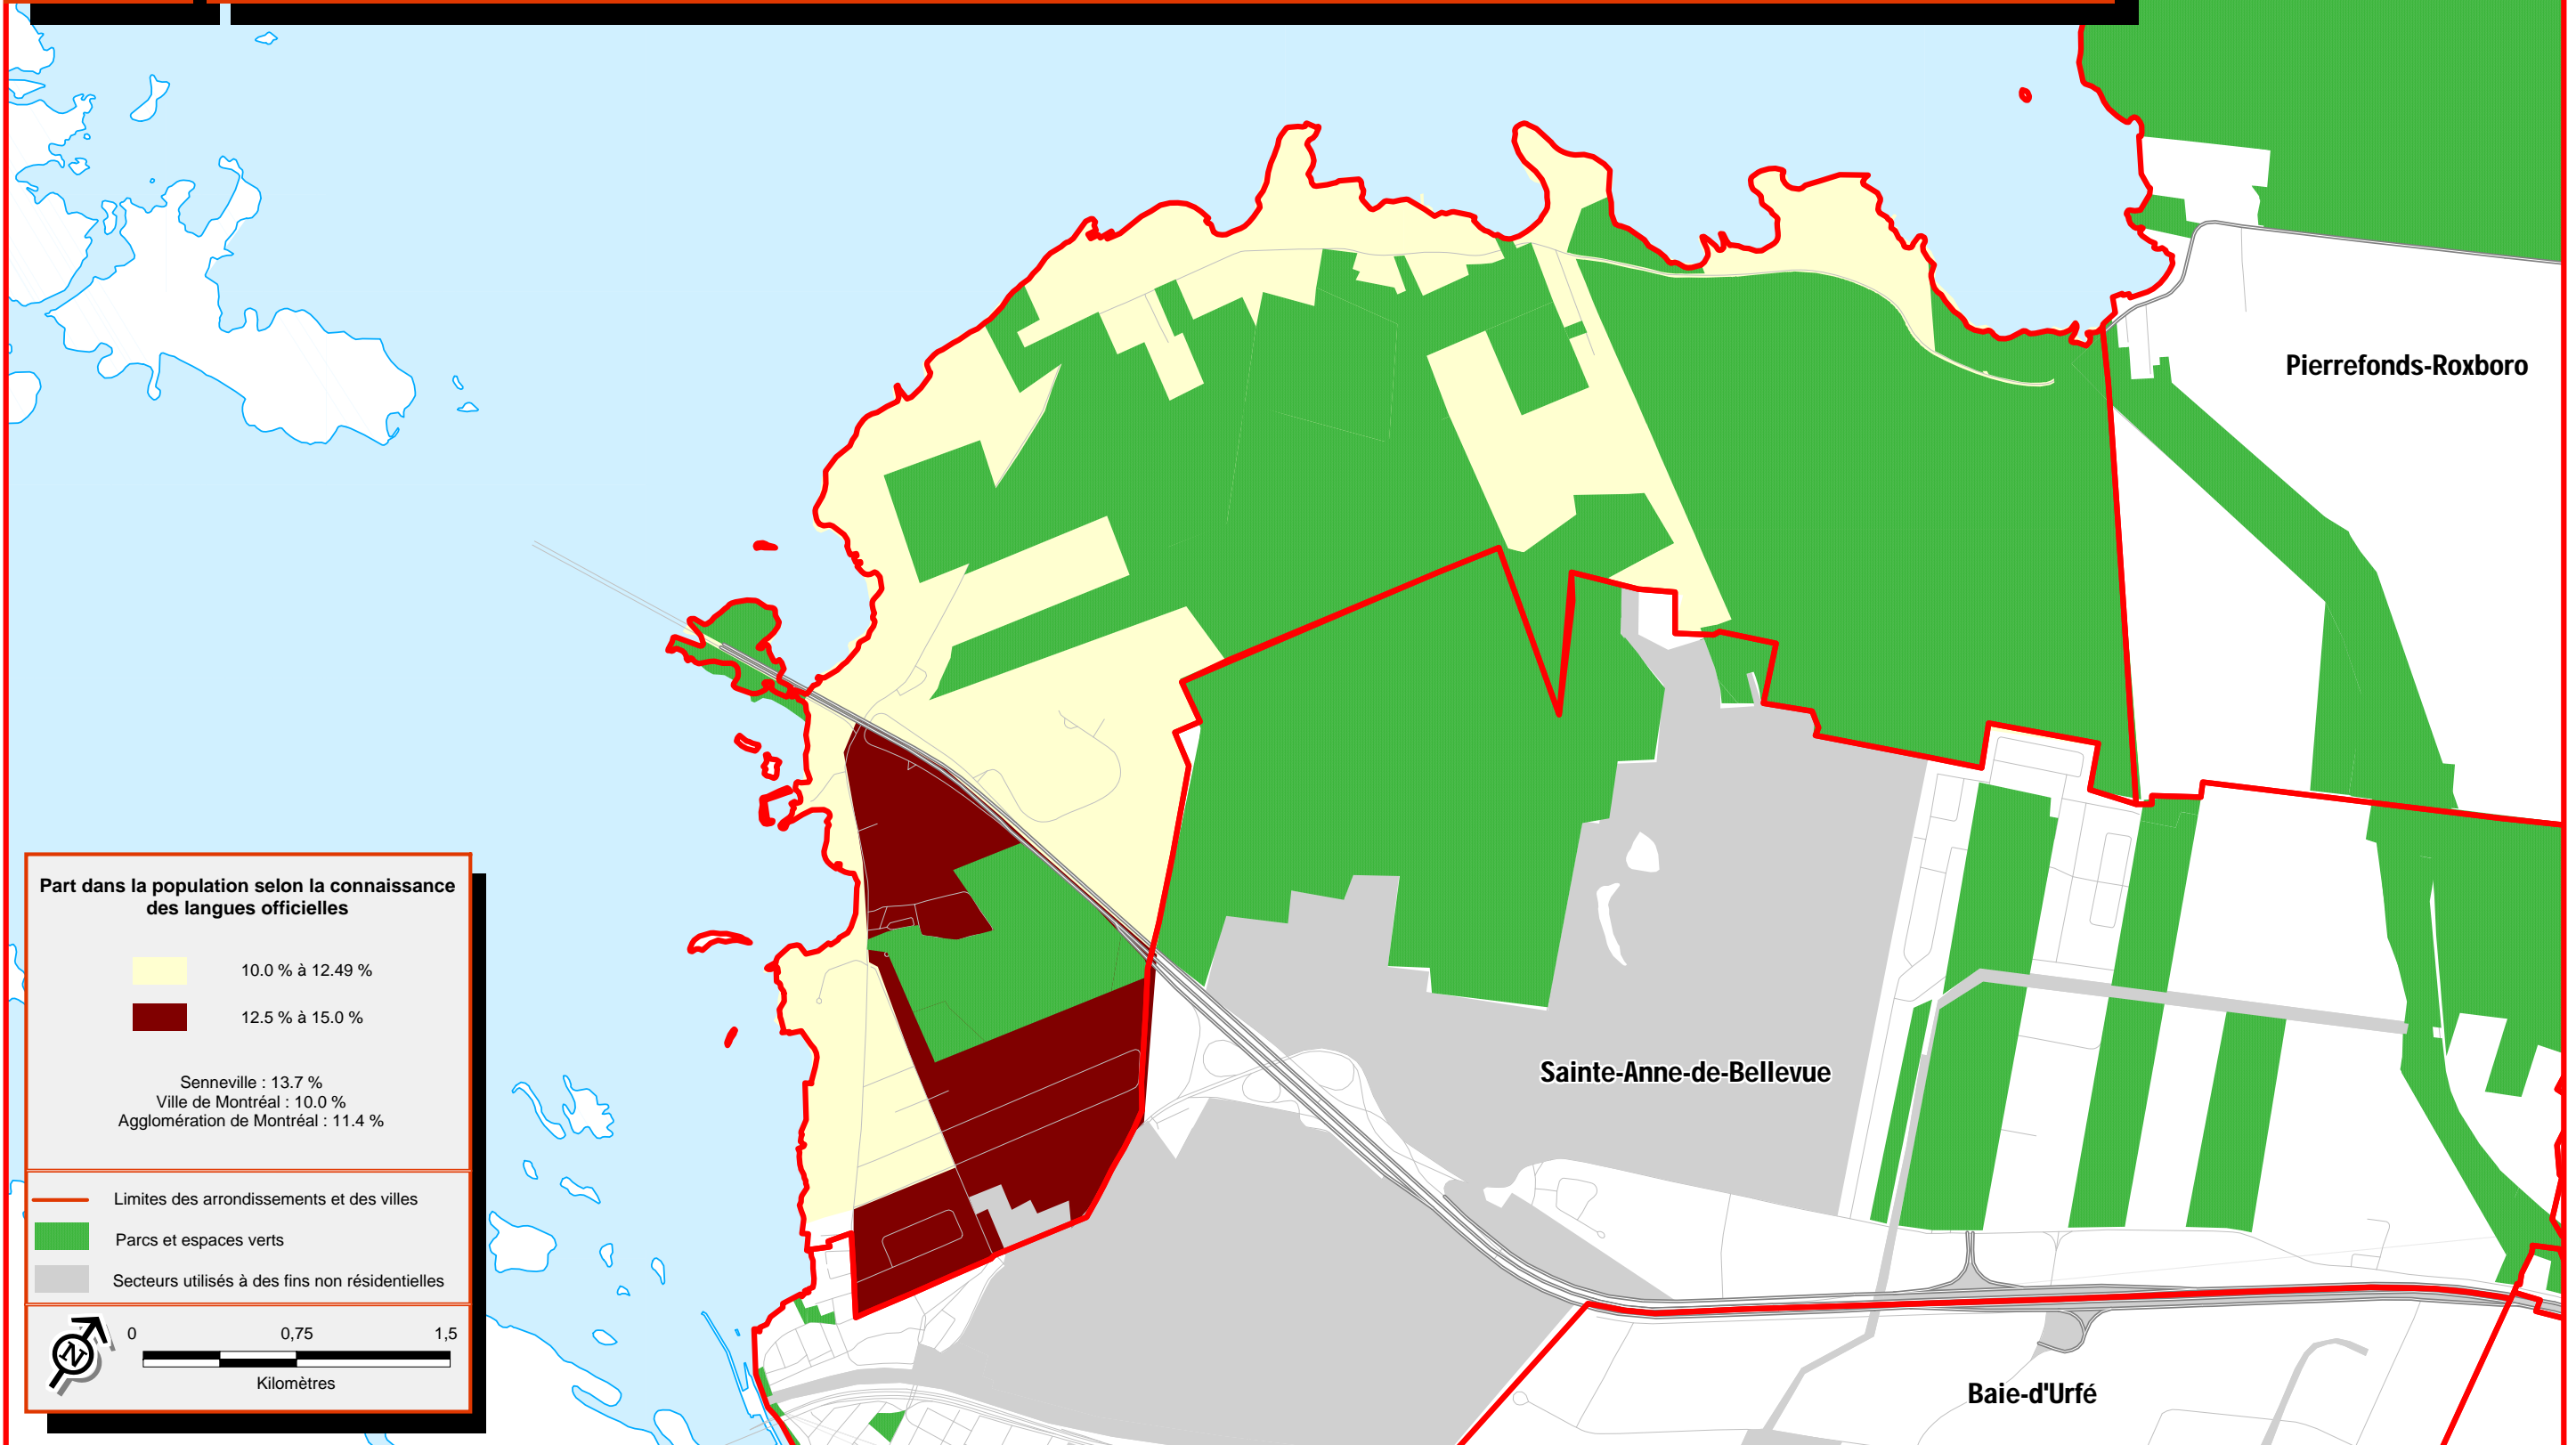 Pierrefonds-Roxboro
Sainte-Anne-de-Bellevue
Baie-d'Urfé
Part dans la population selon la connaissance
des langues officielles
10.0 % à 12.49 %
12.5 % à 15.0 %
Senneville : 13.7 %
Ville de Montréal : 10.0 %
Agglomération de Montréal : 11.4 %
Limites des arrondissements et des villes
Parcs et espaces verts
Secteurs utilisés à des fins non résidentielles
N
0 0,75 1,5
Kilomètres